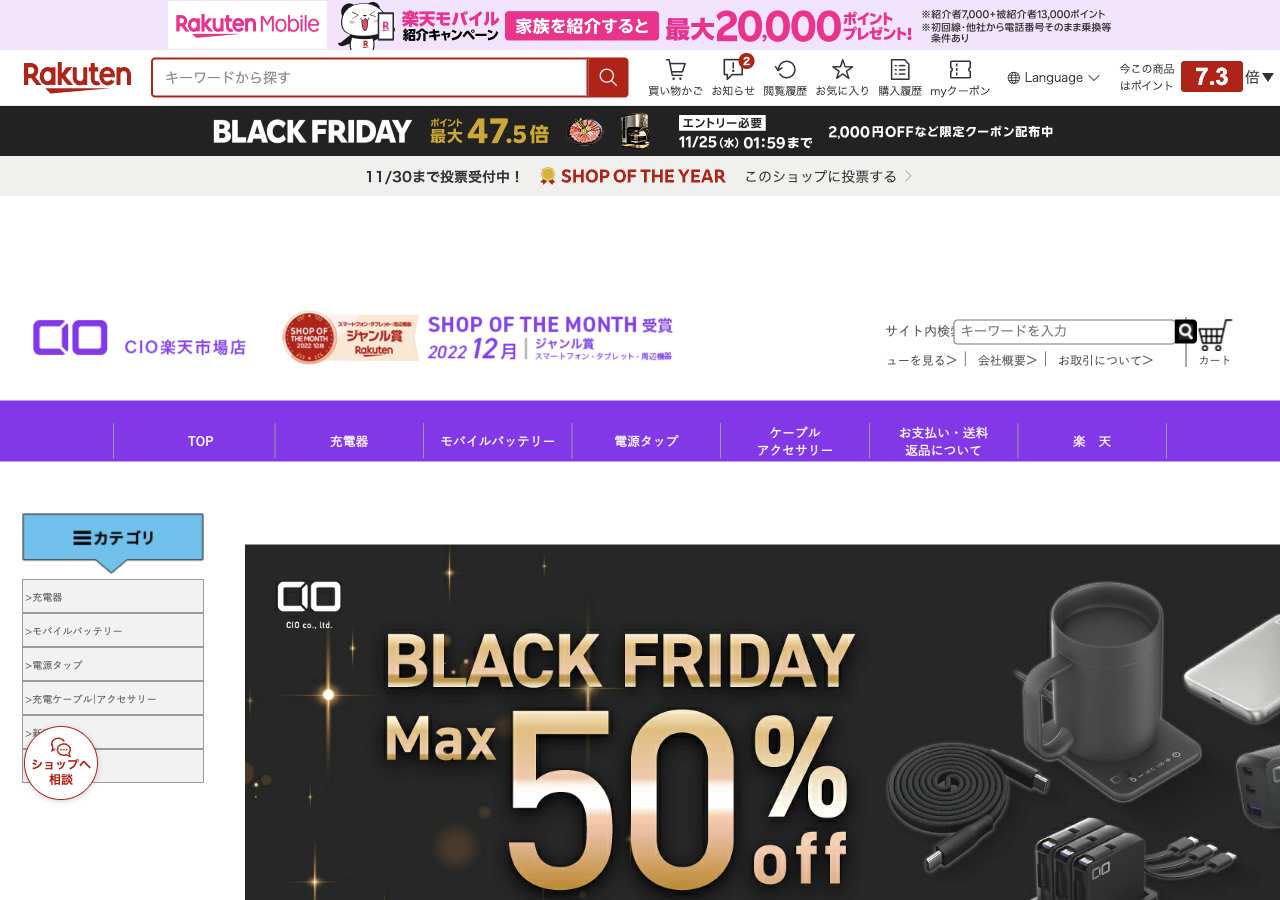 Rakuten Mobile
楽天モバイル
紹介キャンペーン
家族を紹介すると
最大20,000ポイントプレゼント!
※紹介者7,000+被紹介者13,000ポイント
※初回線・他社から電話番号そのまま乗換等
条件あり
Rakuten
キーワードから探す
買い物かご
2
お知らせ
閲覧履歴
お気に入り
購入履歴
myクーポン
Language
今この商品
はポイント
7.3
倍▼
BLACK FRIDAY
ポイント
最大47.5倍
エントリー必要
11/25(水)01:59まで
2,000円OFFなど限定クーポン配布中
11/30まで投票受付中!
SHOP OF THE YEAR
このショップに投票する
CIO
CIO楽天市場店
SHOP OF
THE MONTH
2022 12月
スマートフォン・タブレット・周辺機器
ジャンル賞
Rakuten
SHOP OF THE MONTH 受賞
2022 12月
ジャンル賞
スマートフォン・タブレット・周辺機器
サイト内検
キーワードを入力
ューを見る>
会社概要>
お取引について>
カート
TOP
充電器
モバイルバッテリー
電源タップ
ケーブル
アクセサリー
お支払い・送料
返品について
楽 天
カテゴリ
>充電器
>モバイルバッテリー
>電源タップ
>充電ケーブル|アクセサリー
ショップへ
相談
CIO
CIO co., ltd.
BLACK FRIDAY
Max
50%
off
CIO